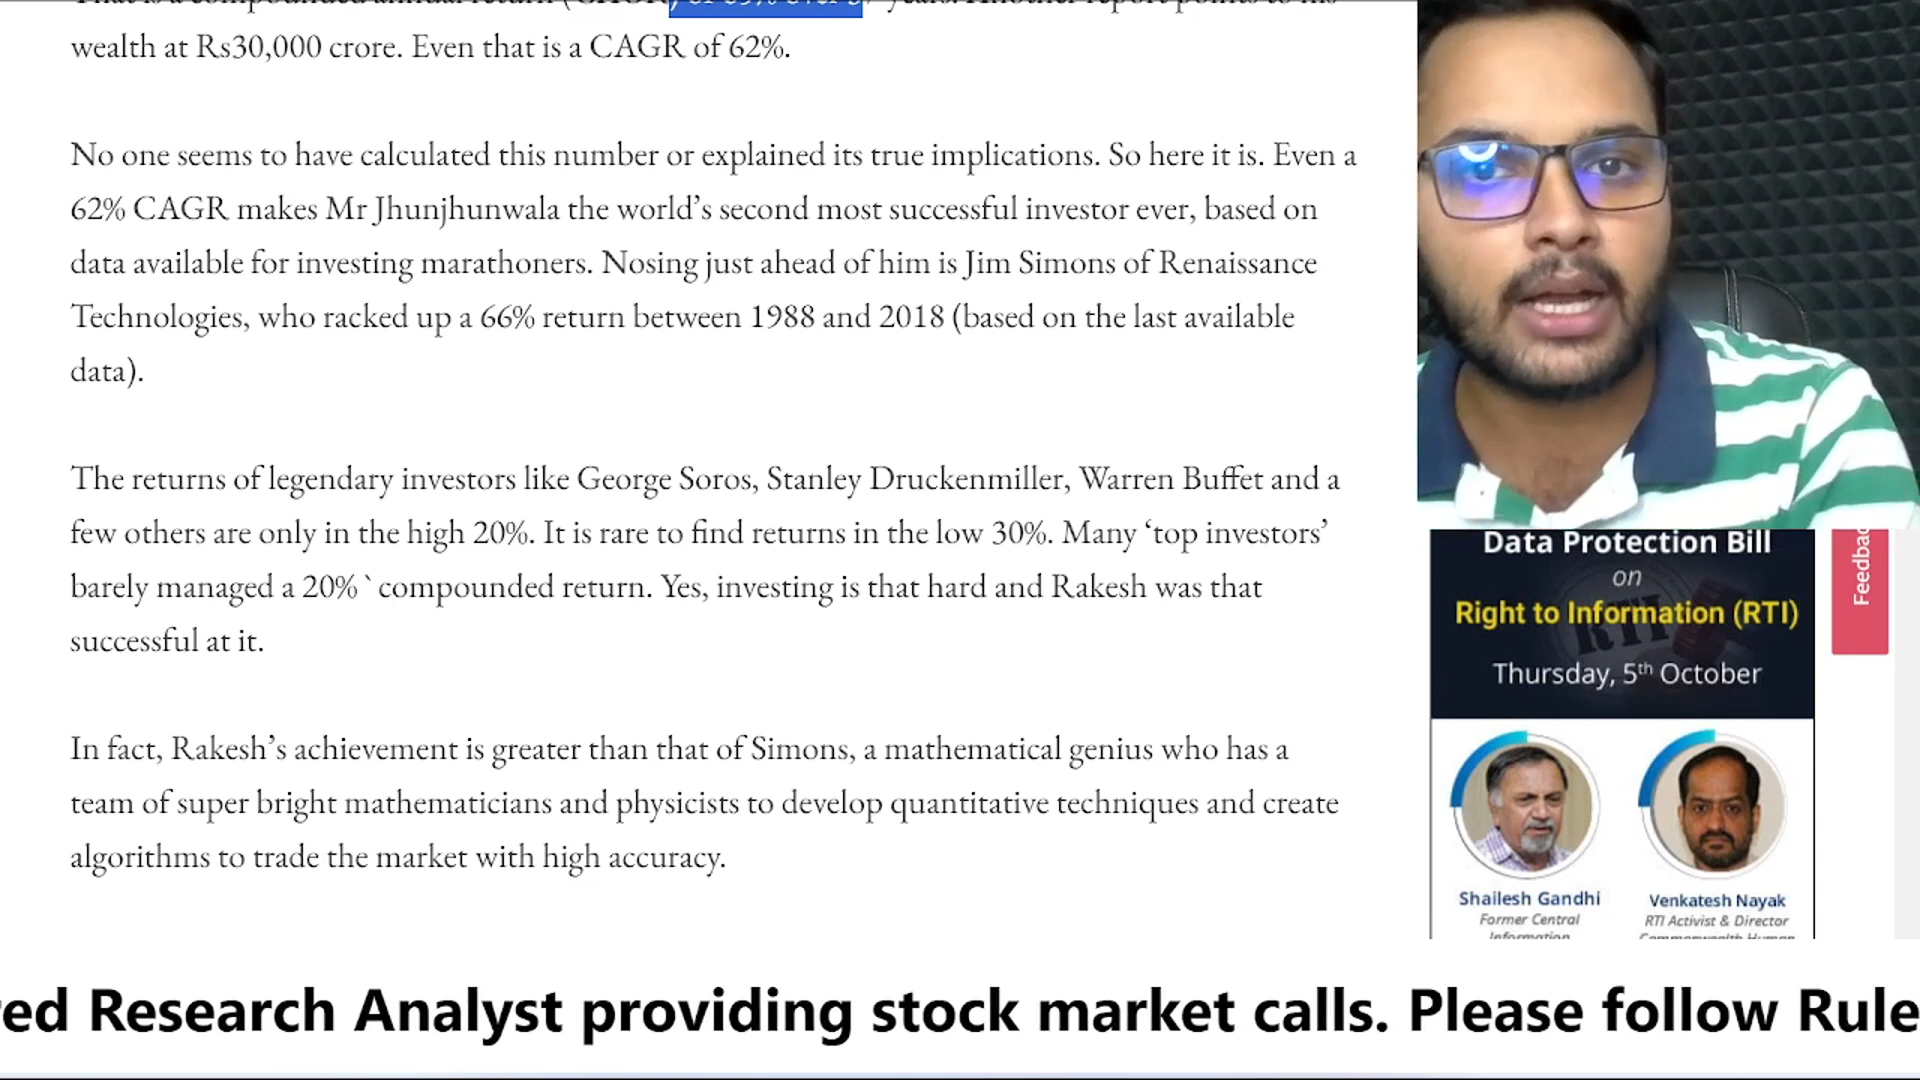 wealth at Rs30,000 crore. Even that is a CAGR of 62%.
No one seems to have calculated this number or explained its true implications. So here it is. Even a
62% CAGR makes Mr Jhunjhunwala the world’s second most successful investor ever, based on
data available for investing marathoners. Nosing just ahead of him is Jim Simons of Renaissance
Technologies, who racked up a 66% return between 1988 and 2018 (based on the last available
data).
The returns of legendary investors like George Soros, Stanley Druckenmiller, Warren Buffet and a
few others are only in the high 20%. It is rare to find returns in the low 30%. Many ‘top investors’
barely managed a 20%` compounded return. Yes, investing is that hard and Rakesh was that
successful at it.
In fact, Rakesh’s achievement is greater than that of Simons, a mathematical genius who has a
team of super bright mathematicians and physicists to develop quantitative techniques and create
algorithms to trade the market with high accuracy.
Data Protection Bill
on
Right to Information (RTI)
Thursday, 5th October
Feedbac
Shailesh Gandhi
Former Central
Information
Venkatesh Nayak
RTI Activist & Director
Commonwealth Human
red Research Analyst providing stock market calls. Please follow Rule